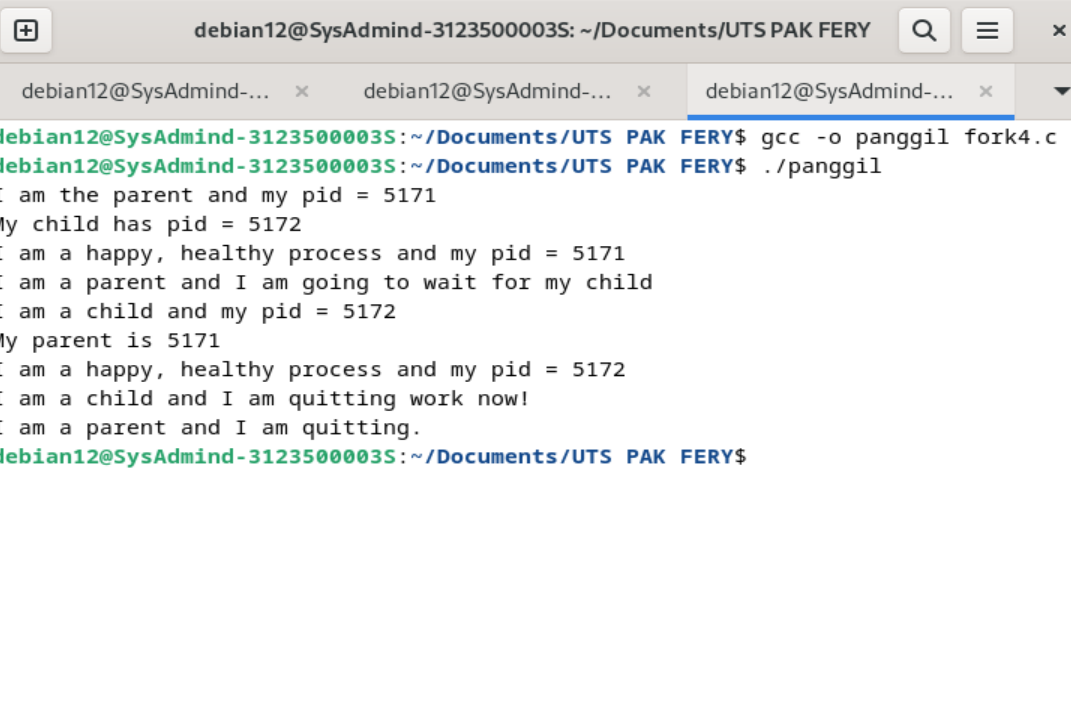 debian12@SysAdmind-3123500003S: ~/Documents/UTS PAK FERY
debian12@SysAdmind-... debian12@SysAdmind-... debian12@SysAdmind-...
debian12@SysAdmind-3123500003S:~/Documents/UTS PAK FERY$ gcc -o panggil fork4.c
debian12@SysAdmind-3123500003S:~/Documents/UTS PAK FERY$ ./panggil
I am the parent and my pid = 5171
My child has pid = 5172
I am a happy, healthy process and my pid = 5171
I am a parent and I am going to wait for my child
I am a child and my pid = 5172
My parent is 5171
I am a happy, healthy process and my pid = 5172
I am a child and I am quitting work now!
I am a parent and I am quitting.
debian12@SysAdmind-3123500003S:~/Documents/UTS PAK FERY$